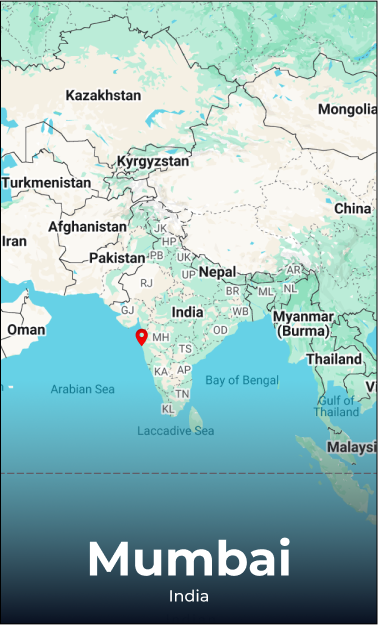 Kazakhstan
Mongolia
Kyrgyzstan
Turkmenistan
China
JK
HP
Afghanistan
Iran
PB
UK
Pakistan
UP
Nepal
AR
RJ
BR
ML
NL
GJ
India
WB
Myanmar
(Burma)
Oman
MH
OD
TS
Thailand
KA
AP
Bay of Bengal
Arabian Sea
TN
Vi
Gulf of
Thailand
KL
Laccadive Sea
Malaysi
Mumbai
India